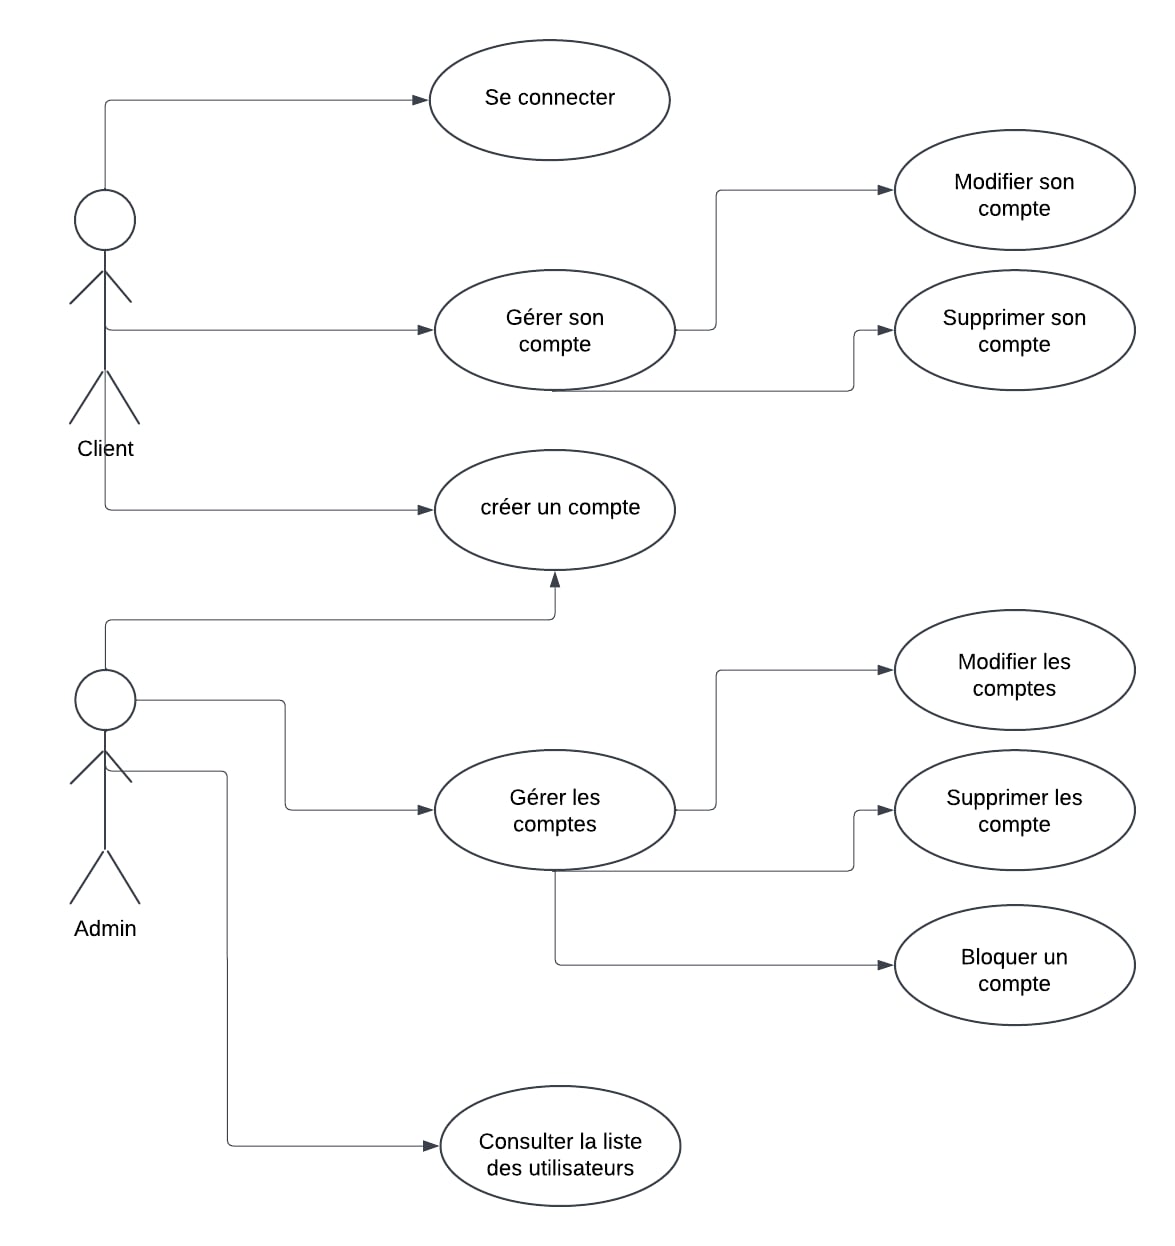 Se connecter
Modifier son
compte
Gérer son
compte
Supprimer son
compte
Client
créer un compte
Modifier les
comptes
Gérer les
comptes
Supprimer les
compte
Admin
Bloquer un
compte
Consulter la liste
des utilisateurs